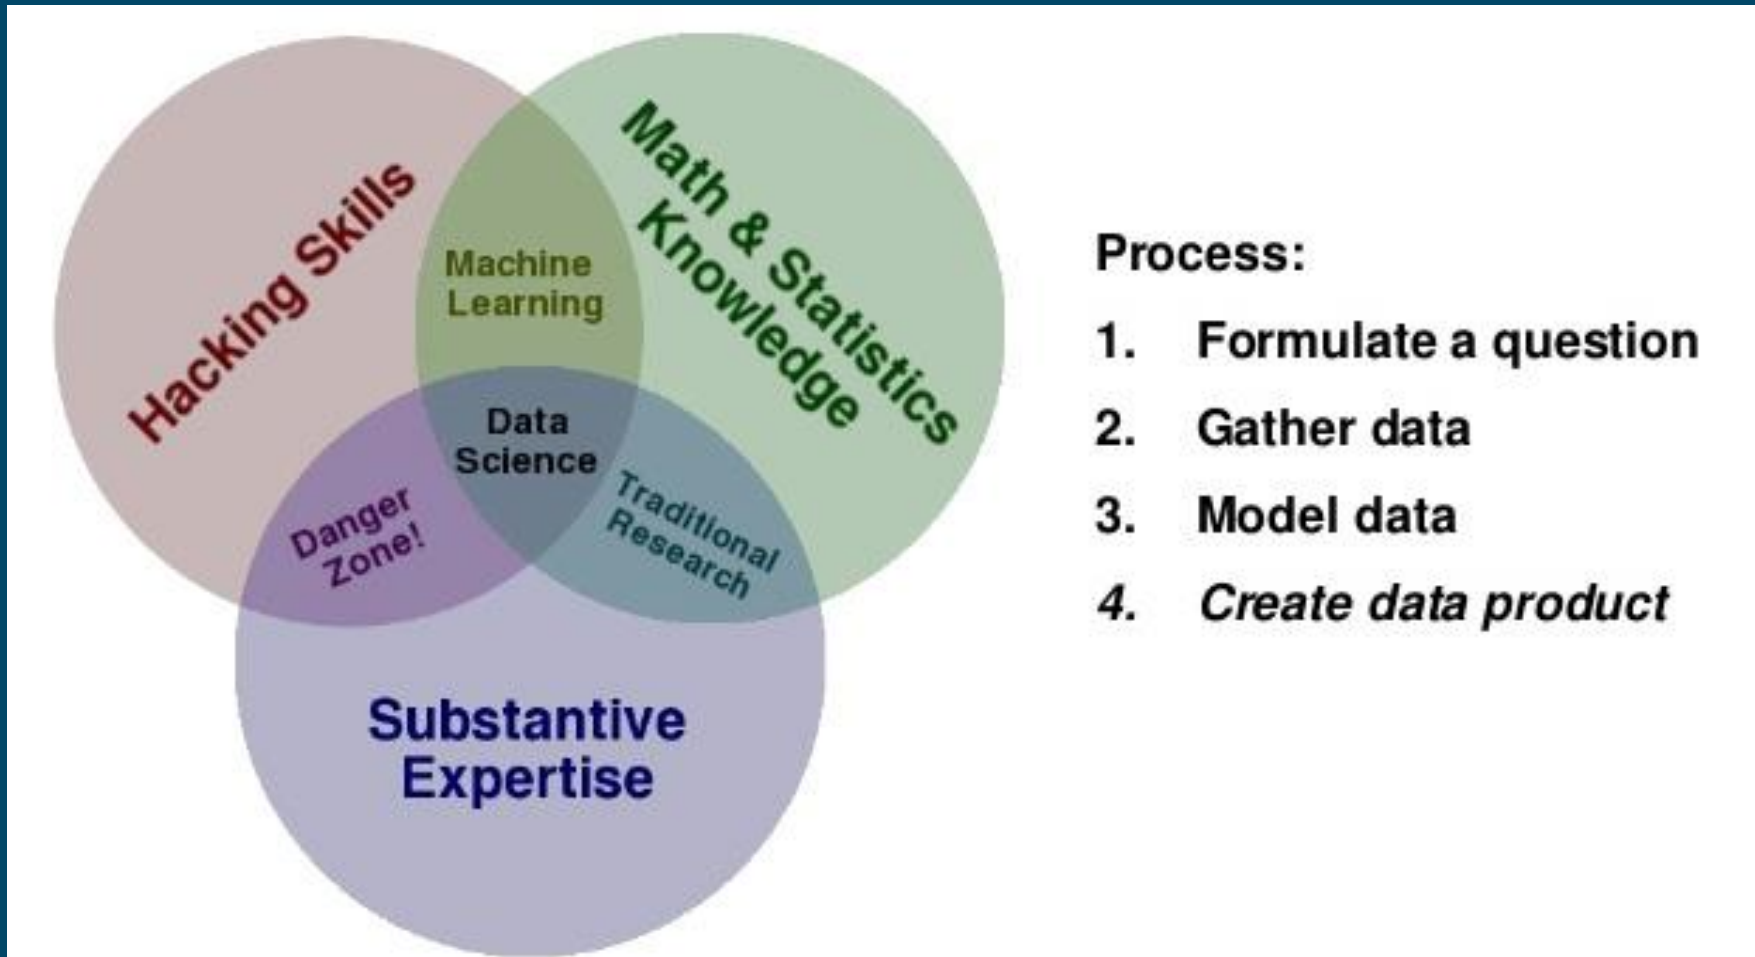 Hacking Skills
Math & Statistics
Knowledge
Machine
Learning
Data
Science
Danger
Zone!
Traditional
Research
Substantive
Expertise
Process:
1. Formulate a question
2. Gather data
3. Model data
4. Create data product